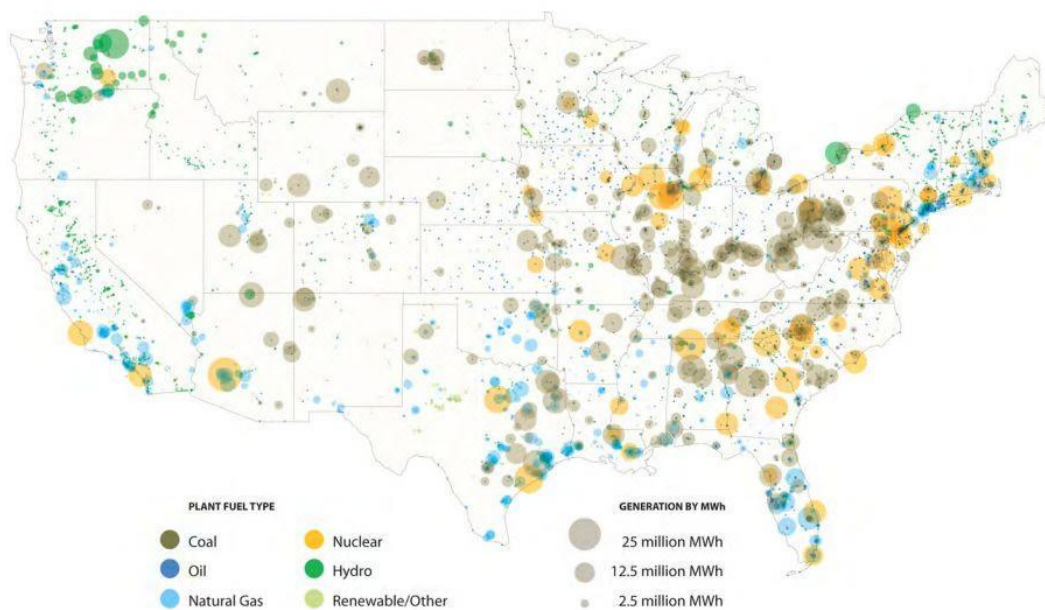 PLANT FUEL TYPE
Coal
Oil
Natural Gas
Nuclear
Hydro
Renewable/Other
GENERATION BY MWh
25 million MWh
12.5 million MWh
2.5 million MWh